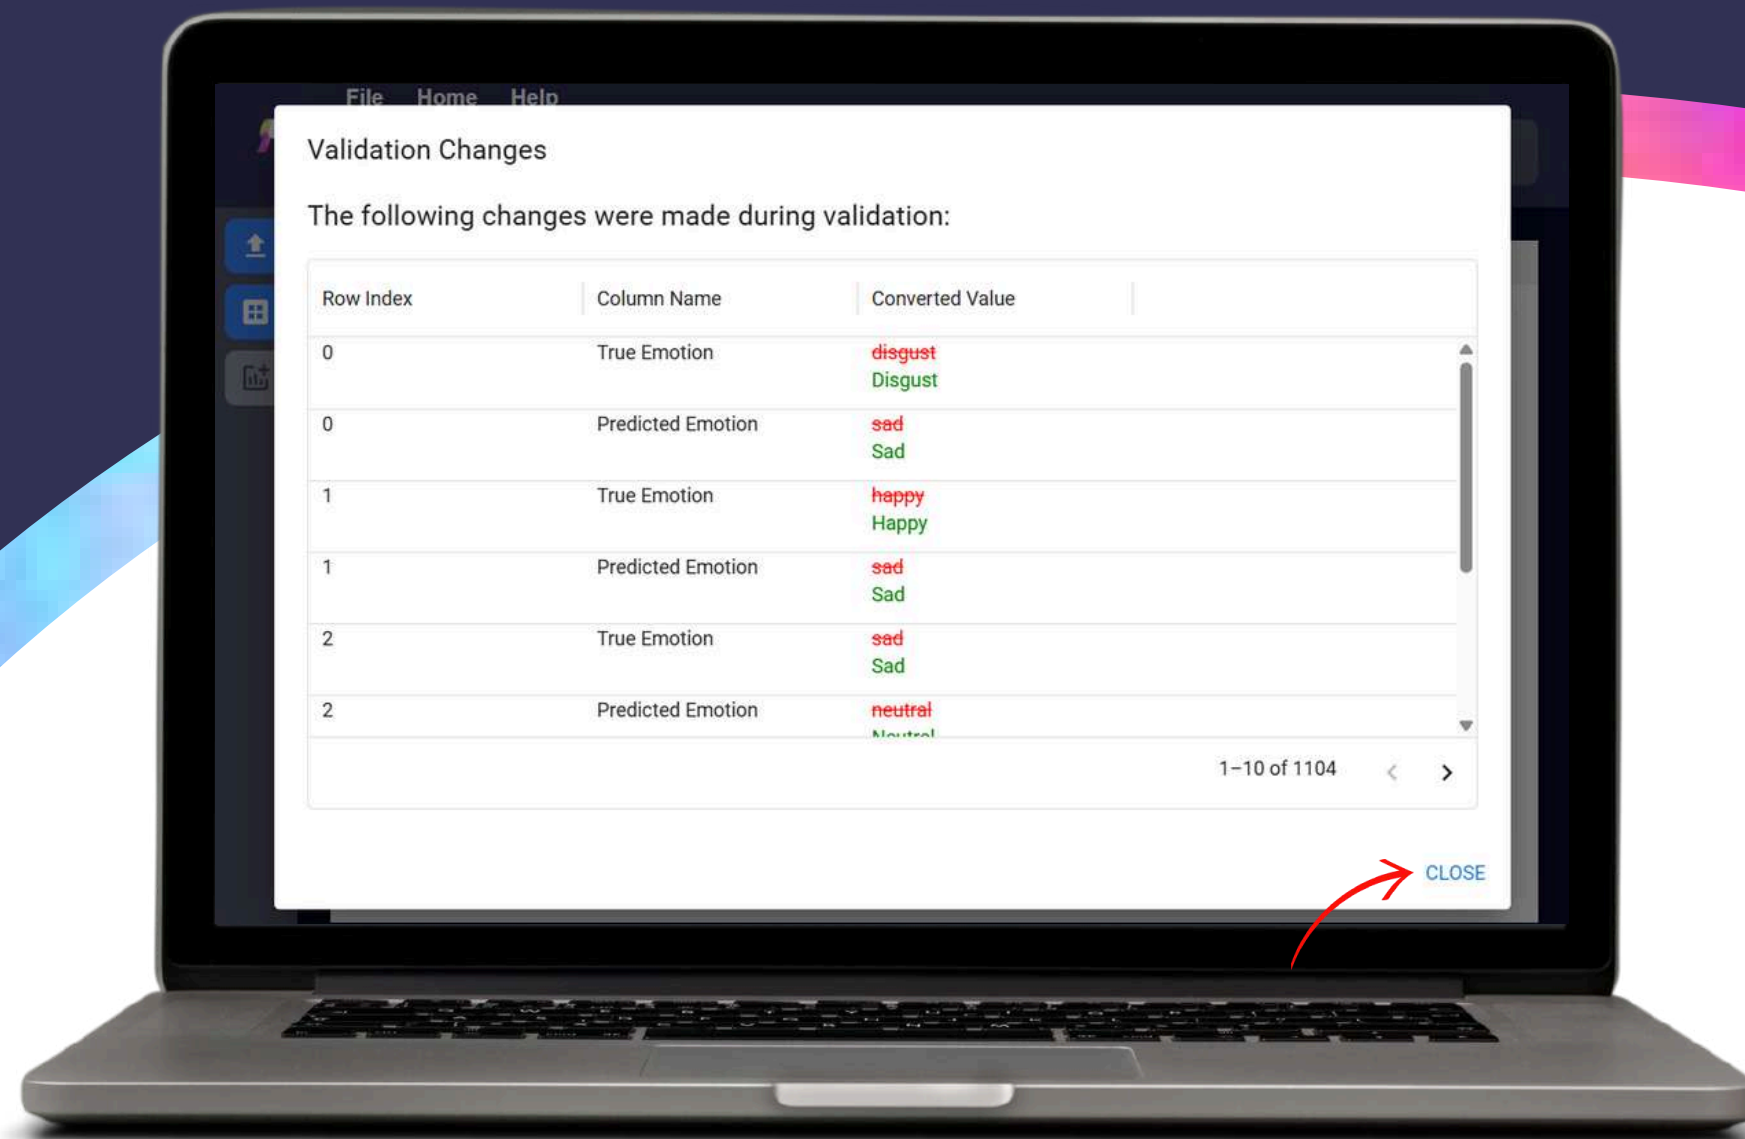 File Home Help
Validation Changes
The following changes were made during validation:
Row Index Column Name Converted Value
0 True Emotion disgust
Disgust
0 Predicted Emotion sad
Sad
1 True Emotion happy
Happy
1 Predicted Emotion sad
Sad
2 True Emotion sad
Sad
2 Predicted Emotion neutral
Neutral
1–10 of 1104
CLOSE